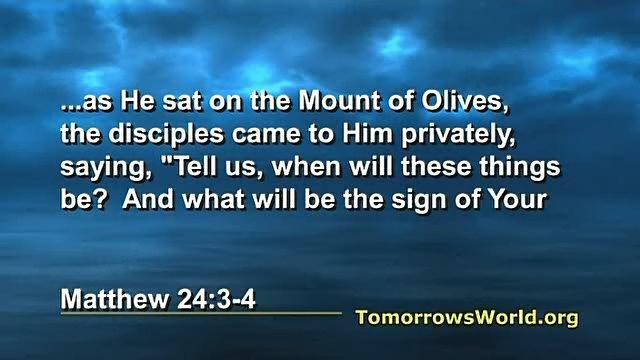 ...as He sat on the Mount of Olives,
the disciples came to Him privately,
saying, "Tell us, when will these things
be?  And what will be the sign of Your
Matthew 24:3-4
TomorrowsWorld.org